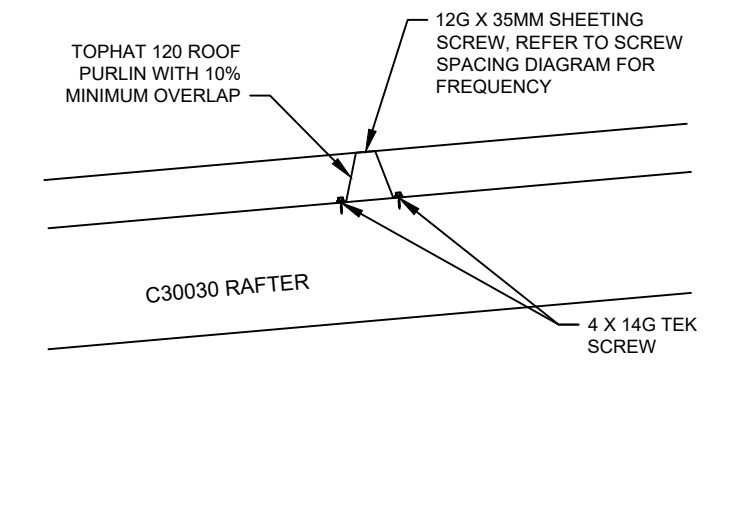 12G X 35MM SHEETING
SCREW, REFER TO SCREW
SPACING DIAGRAM FOR
FREQUENCY
TOPHAT 120 ROOF
PURLIN WITH 10%
MINIMUM OVERLAP
C30030 RAFTER
4 X 14G TEK
SCREW